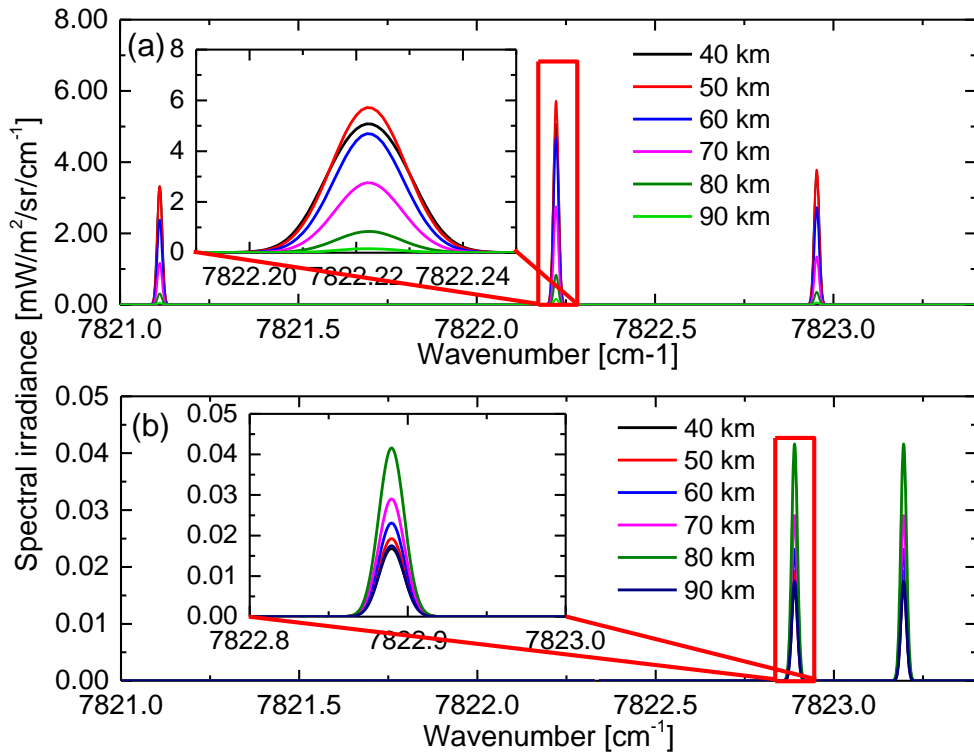 Spectral irradiance [mW/m²/sr/cm⁻¹]
(a)
8.00
6.00
4.00
2.00
0.00
8
6
4
2
0
7822.20 7822.22 7822.24
40 km
50 km
60 km
70 km
80 km
90 km
7821.0 7821.5 7822.0 7822.5 7823.0
Wavenumber [cm-1]
(b)
0.05
0.04
0.03
0.02
0.01
0.00
0.05
0.04
0.03
0.02
0.01
0.00
7822.8 7822.9 7823.0
40 km
50 km
60 km
70 km
80 km
90 km
7821.0 7821.5 7822.0 7822.5 7823.0
Wavenumber [cm⁻¹]